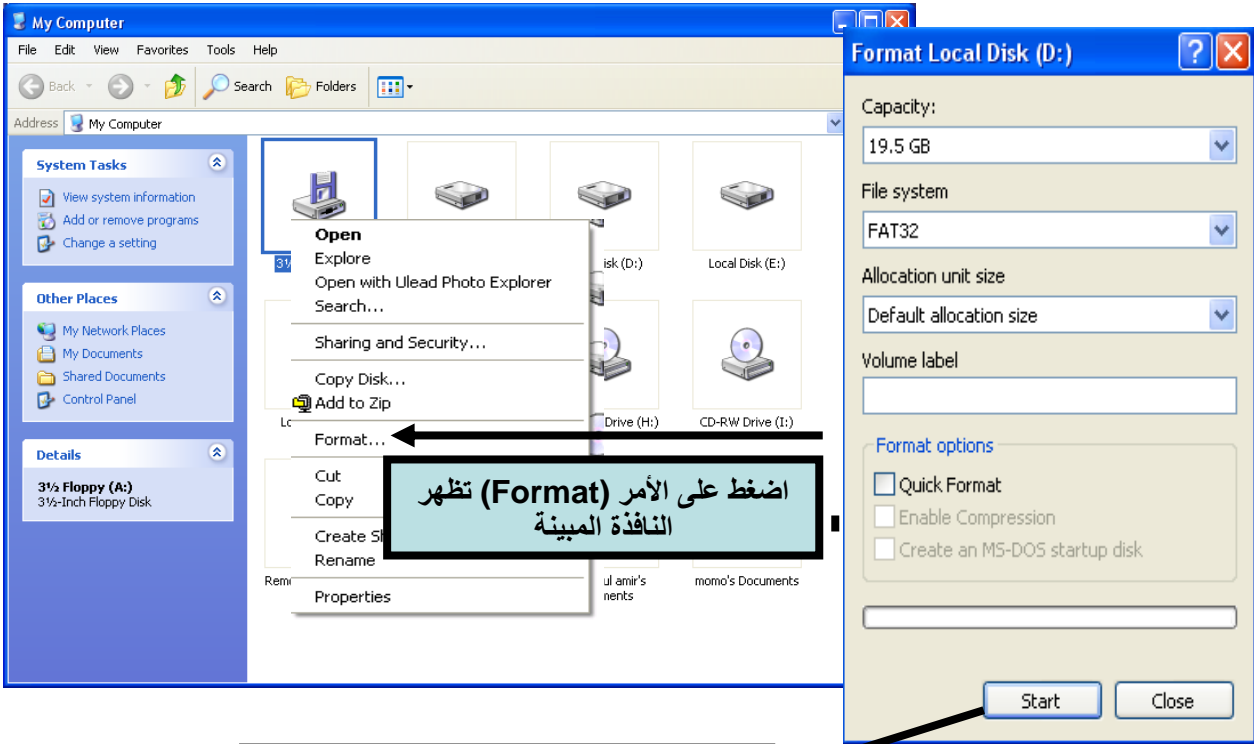 My Computer
File Edit View Favorites Tools Help
Back Search Folders
Address My Computer
System Tasks
View system information
Add or remove programs
Change a setting
Other Places
My Network Places
My Documents
Shared Documents
Control Panel
Details
3½ Floppy (A:)
3½-Inch Floppy Disk
isk (D:)
Local Disk (E:)
Drive (H:)
CD-RW Drive (I:)
ul amir's
ments
momo's Documents
Open
Explore
Open with Ulead Photo Explorer
Search...
Sharing and Security...
Copy Disk...
Add to Zip
Format...
Cut
Copy
Create S
Rename
Properties
اضغط على الأمر (Format) تظهر
النافذة المبينة
Format Local Disk (D:)
Capacity:
19.5 GB
File system
FAT32
Allocation unit size
Default allocation size
Volume label
Format options
Quick Format
Enable Compression
Create an MS-DOS startup disk
Start Close